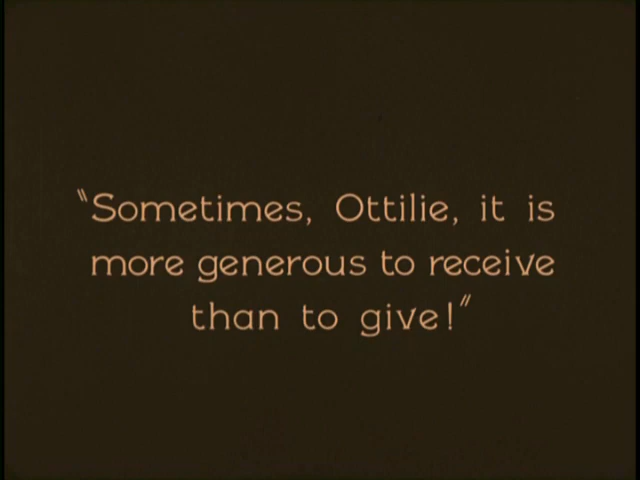 "Sometimes, Ottilie, it is
more generous to receive
than to give!"